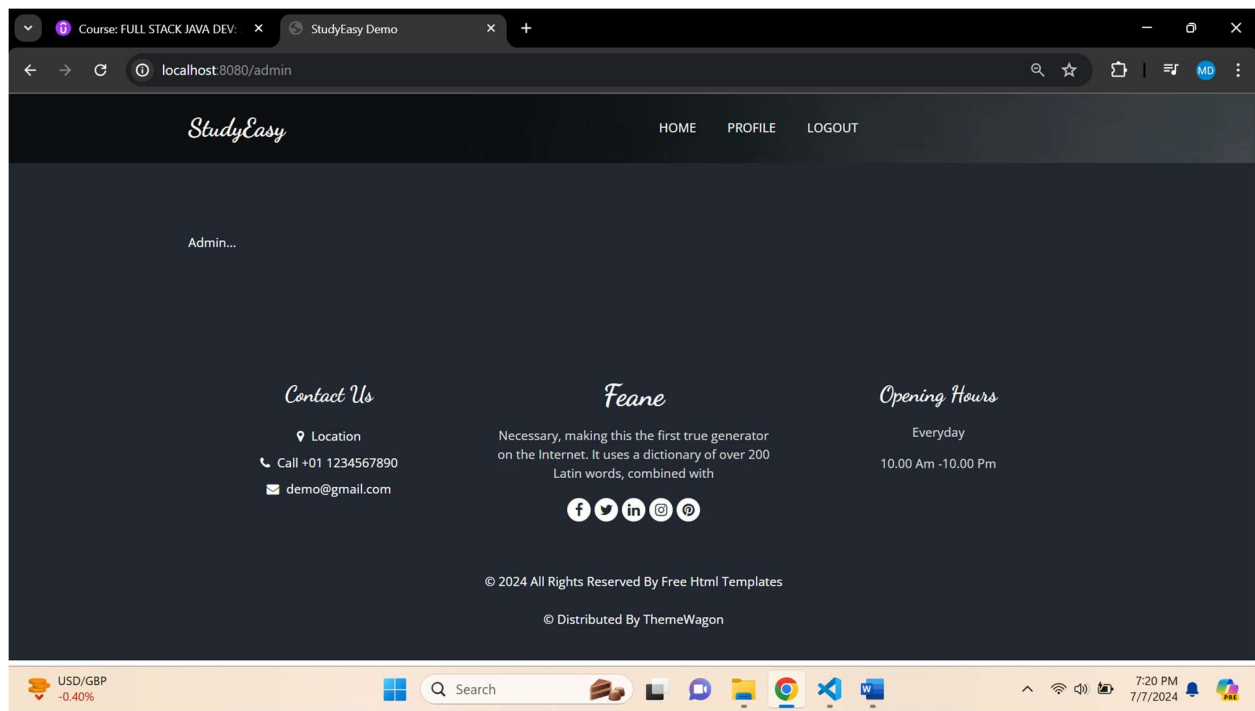 Course: FULL STACK JAVA DEV:
StudyEasy Demo
localhost:8080/admin
MD
StudyEasy
HOME PROFILE LOGOUT
Admin...
Contact Us
Location
Call +01 1234567890
demo@gmail.com
Feane
Necessary, making this the first true generator
on the Internet. It uses a dictionary of over 200
Latin words, combined with
Opening Hours
Everyday
10.00 Am -10.00 Pm
© 2024 All Rights Reserved By Free Html Templates
© Distributed By ThemeWagon
USD/GBP
-0.40%
Search
7:20 PM
7/7/2024
PRE